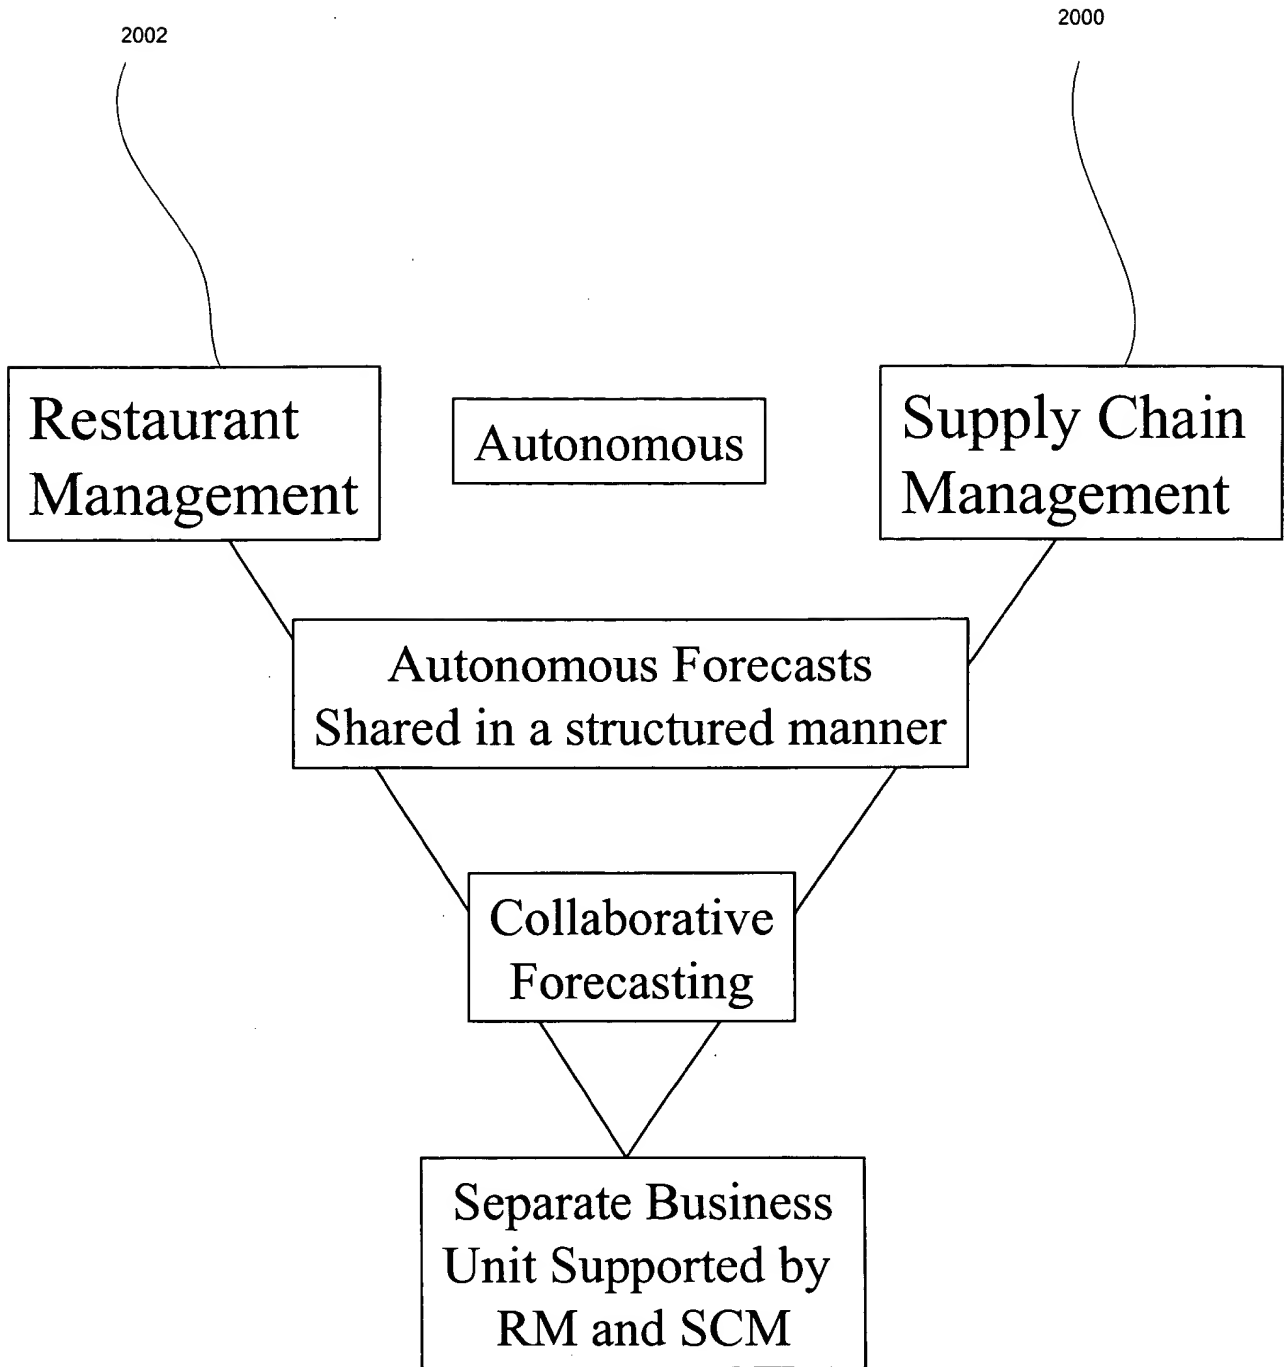 2002
2000
Restaurant
Management
Autonomous
Supply Chain
Management
Autonomous Forecasts
Shared in a structured manner
Collaborative
Forecasting
Separate Business
Unit Supported by
RM and SCM